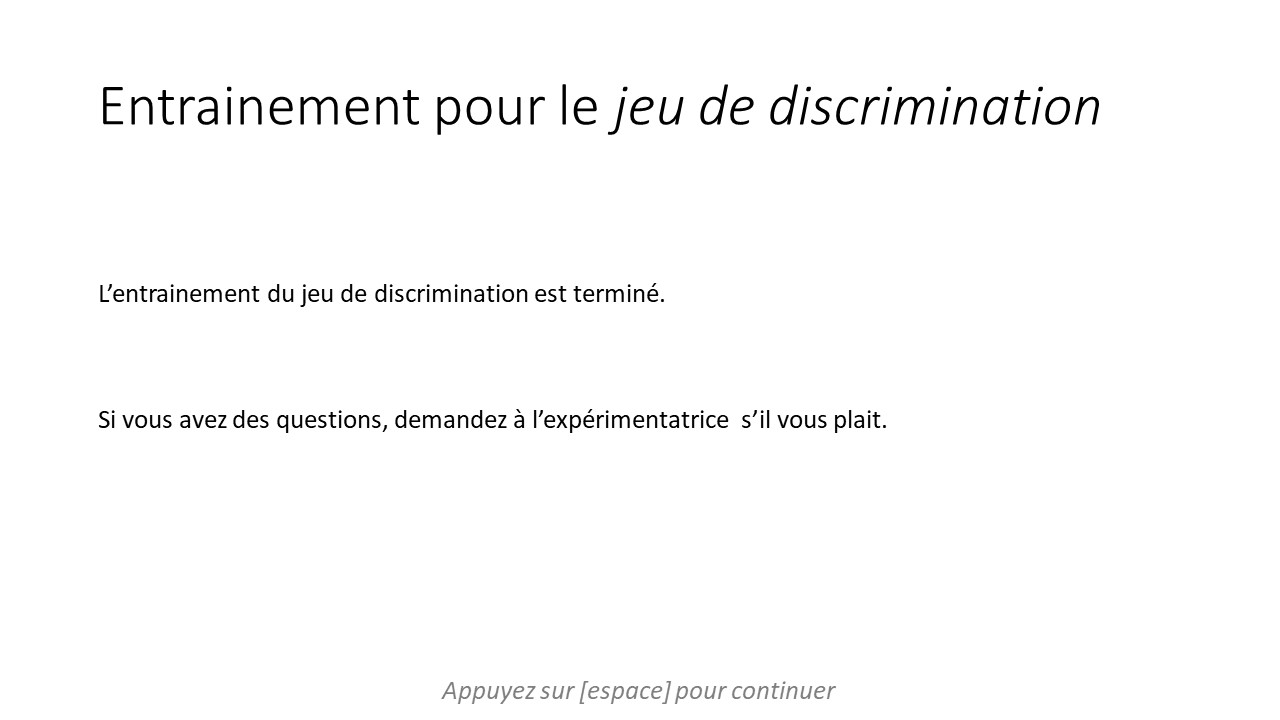 Entrainement pour le jeu de discrimination
L’entrainement du jeu de discrimination est terminé.
Si vous avez des questions, demandez à l’expérimentatrice  s’il vous plait.
Appuyez sur [espace] pour continuer